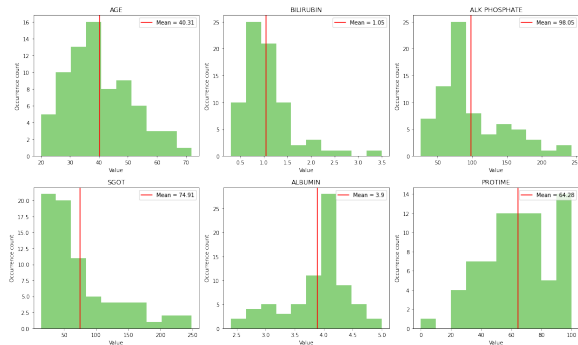 AGE
Occurrence count
16
14
12
10
8
6
4
2
0
Mean = 40.31
20 30 40 50 60 70
Value
BILIRUBIN
Occurrence count
25
20
15
10
5
0
Mean = 1.05
0.5 1.0 1.5 2.0 2.5 3.0 3.5
Value
ALK PHOSPHATE
Occurrence count
25
20
15
10
5
0
Mean = 98.05
50 100 150 200 245
Value
SGOT
Occurrence count
20.0
17.5
15.0
12.5
10.0
7.5
5.0
2.5
0.0
Mean = 74.91
50 100 150 200 250
Value
ALBUMIN
Occurrence count
25
20
15
10
5
0
Mean = 3.9
2.5 3.0 3.5 4.0 4.5 5.0
Value
PROTIME
Occurrence count
14
12
10
8
6
4
2
0
Mean = 64.28
0 20 40 60 80 100
Value